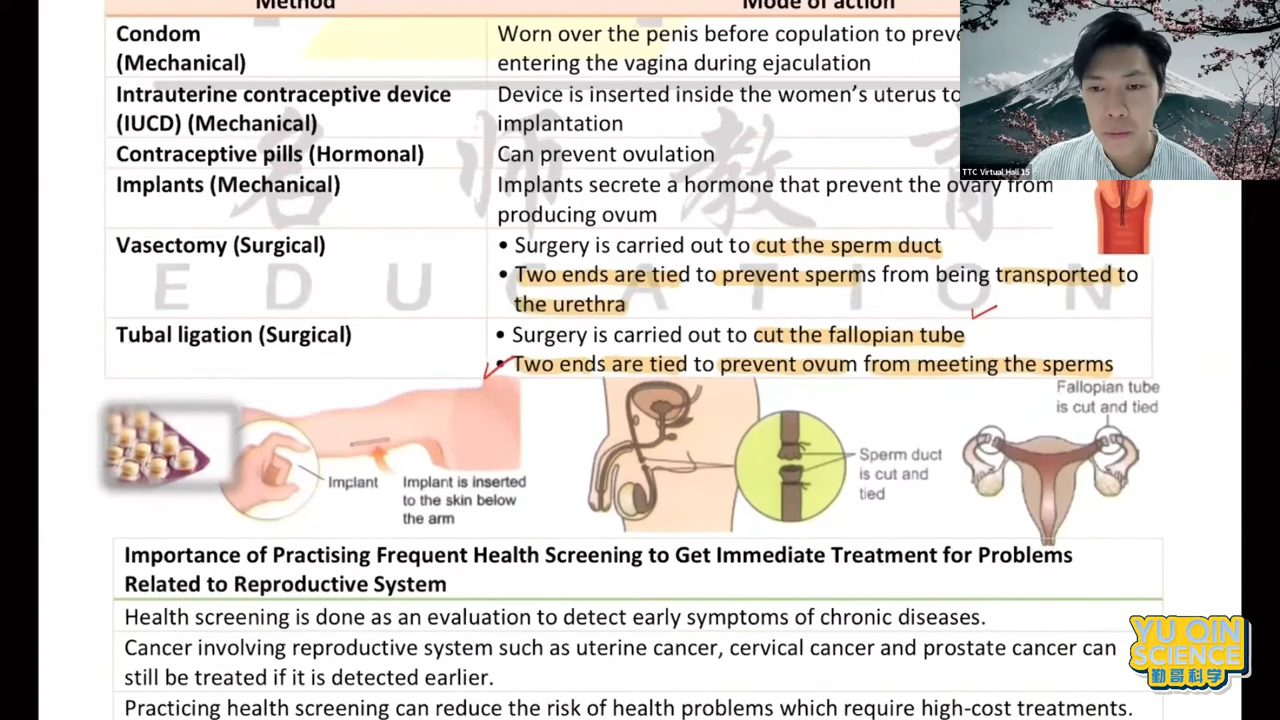 Method
Mode of action
Condom
(Mechanical)
Worn over the penis before copulation to
entering the vagina during ejaculation
Intrauterine contraceptive device
(IUCD) (Mechanical)
Device is inserted inside the women's uterus to
implantation
Contraceptive pills (Hormonal)
Can prevent ovulation
Implants (Mechanical)
Implants secrete a hormone that prevent the ovary from
producing ovum
Vasectomy (Surgical)
• Surgery is carried out to cut the sperm duct
• Two ends are tied to prevent sperms from being transported to
the urethra
Tubal ligation (Surgical)
• Surgery is carried out to cut the fallopian tube
• Two ends are tied to prevent ovum from meeting the sperms
名师教育
EDUCATION
TTC Virtual Hall 15
Implant
Implant is inserted
to the skin below
the arm
Sperm duct
is cut and
tied
Fallopian tube
is cut and tied
Importance of Practising Frequent Health Screening to Get Immediate Treatment for Problems
Related to Reproductive System
Health screening is done as an evaluation to detect early symptoms of chronic diseases.
Cancer involving reproductive system such as uterine cancer, cervical cancer and prostate cancer can
still be treated if it is detected earlier.
Practicing health screening can reduce the risk of health problems which require high-cost treatments.
YU QIN
SCIENCE
勤哥科学